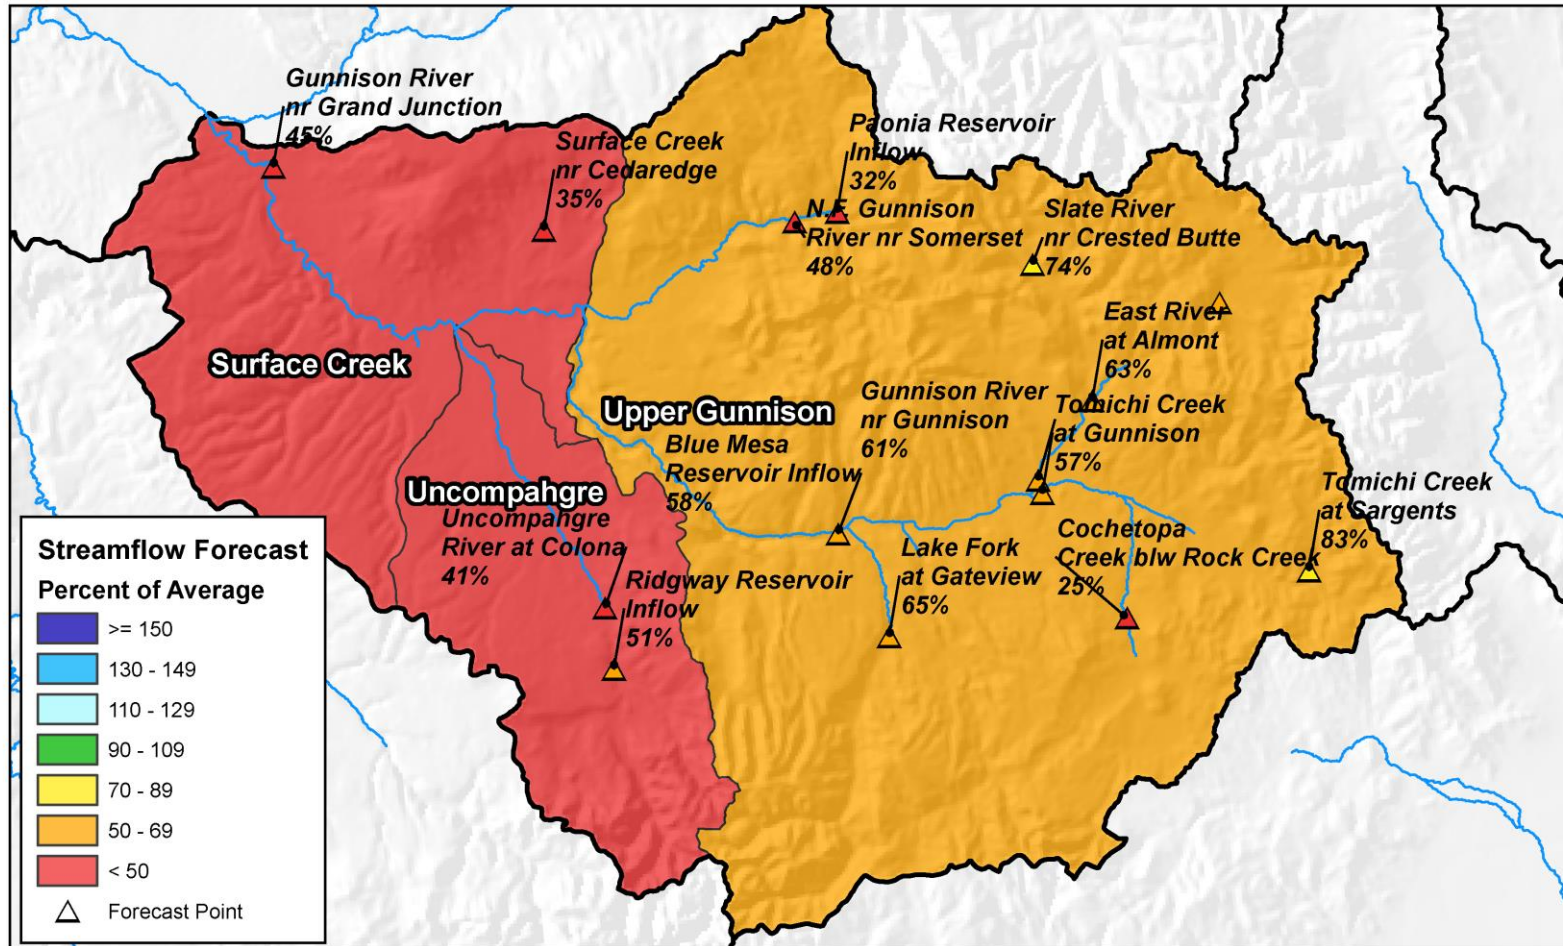 Gunnison River
nr Grand Junction
45%
Surface Creek
nr Cedaredge
35%
Paonia Reservoir
Inflow
32%
N.F. Gunnison
River nr Somerset
48%
Slate River
nr Crested Butte
74%
East River
at Almont
63%
Surface Creek
Upper Gunnison
Gunnison River
nr Gunnison
61%
Tomichi Creek
at Gunnison
57%
Blue Mesa
Reservoir Inflow
58%
Tomichi Creek
at Sargents
83%
Uncompahgre
Uncompahgre
River at Colona
41%
Ridgway Reservoir
Inflow
51%
Lake Fork
at Gateview
65%
Cochetopa
Creek blw Rock Creek
25%
Streamflow Forecast
Percent of Average
>= 150
130 - 149
110 - 129
90 - 109
70 - 89
50 - 69
< 50
Forecast Point